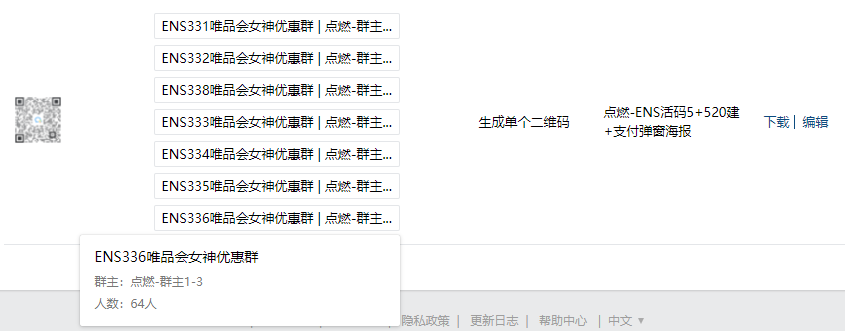 ENS331唯品会女神优惠群 | 点燃-群主...
ENS332唯品会女神优惠群 | 点燃-群主...
ENS338唯品会女神优惠群 | 点燃-群主...
ENS333唯品会女神优惠群 | 点燃-群主...
ENS334唯品会女神优惠群 | 点燃-群主...
ENS335唯品会女神优惠群 | 点燃-群主...
ENS336唯品会女神优惠群 | 点燃-群主...
生成单个二维码
点燃-ENS活码5+520建
+支付弹窗海报
下载 | 编辑
ENS336唯品会女神优惠群
群主：点燃-群主1-3
人数：64人
隐私政策 | 更新日志 | 帮助中心 | 中文 ▼